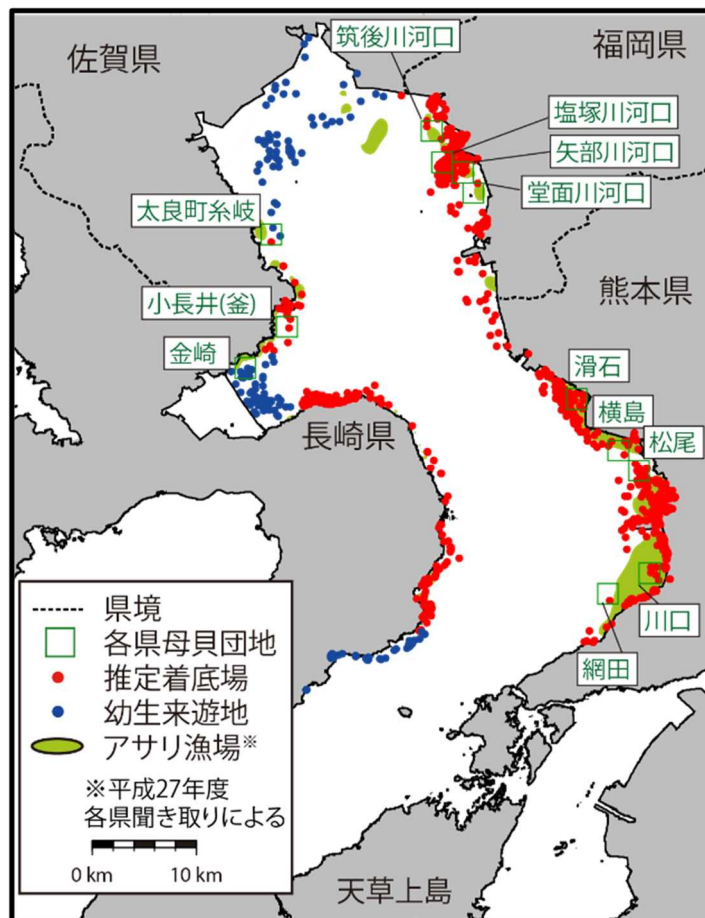 佐賀県
筑後川河口
福岡県
塩塚川河口
矢部川河口
堂面川河口
太良町糸岐
小長井(釜)
金崎
熊本県
滑石
横島
松尾
長崎県
川口
網田
天草上島
県境
各県母貝団地
推定着底場
幼生来遊地
アサリ漁場※
※平成27年度
各県聞き取りによる
0 km 10 km